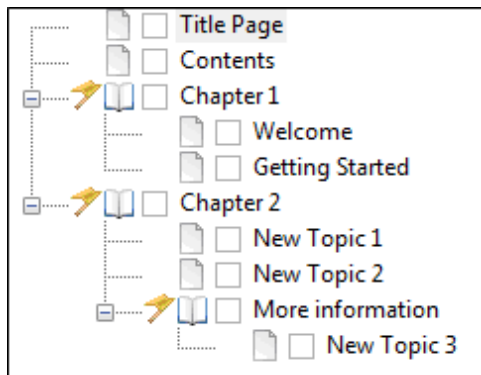 Title Page
Contents
Chapter 1
Welcome
Getting Started
Chapter 2
New Topic 1
New Topic 2
More information
New Topic 3